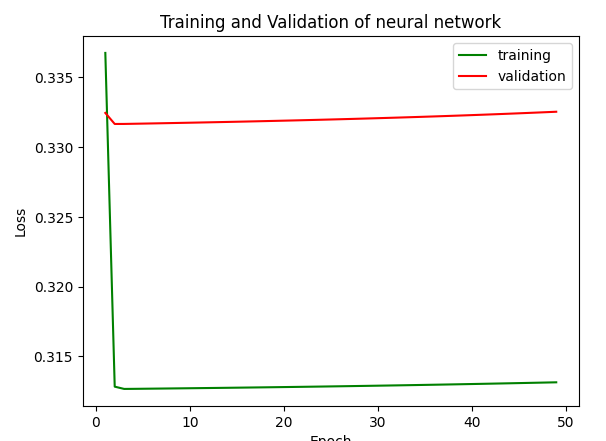 Training and Validation of neural network
training
validation
0.335
0.330
0.325
0.320
0.315
Loss
0 10 20 30 40 50
Epoch